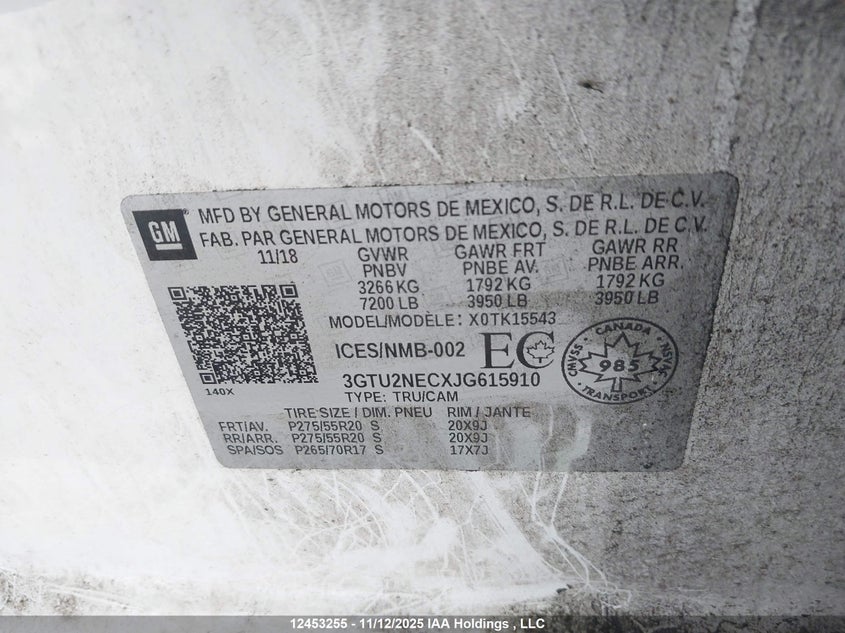 GM
MFD BY GENERAL MOTORS DE MEXICO, S. DE R.L. DE C.V.
FAB. PAR GENERAL MOTORS DE MEXICO, S. DE R.L. DE C.V.
11/18 GVWR GAWR FRT GAWR RR
PNBV PNBE AV. PNBE ARR.
3266 KG 1792 KG 1792 KG
7200 LB 3950 LB 3950 LB
MODEL/MODÈLE: X0TK15543
ICES/NMB-002 EC
CANADA
CMVSS 985 NSVAC
TRANSPORT
3GTU2NECXJG615910
140X
TYPE: TRU/CAM
TIRE SIZE / DIM. PNEU RIM / JANTE
FRT/AV. P275/55R20 S 20X9J
RR/ARR. P275/55R20 S 20X9J
SPA/SOS P265/70R17 S 17X7J
12453255 - 11/12/2025 IAA Holdings , LLC